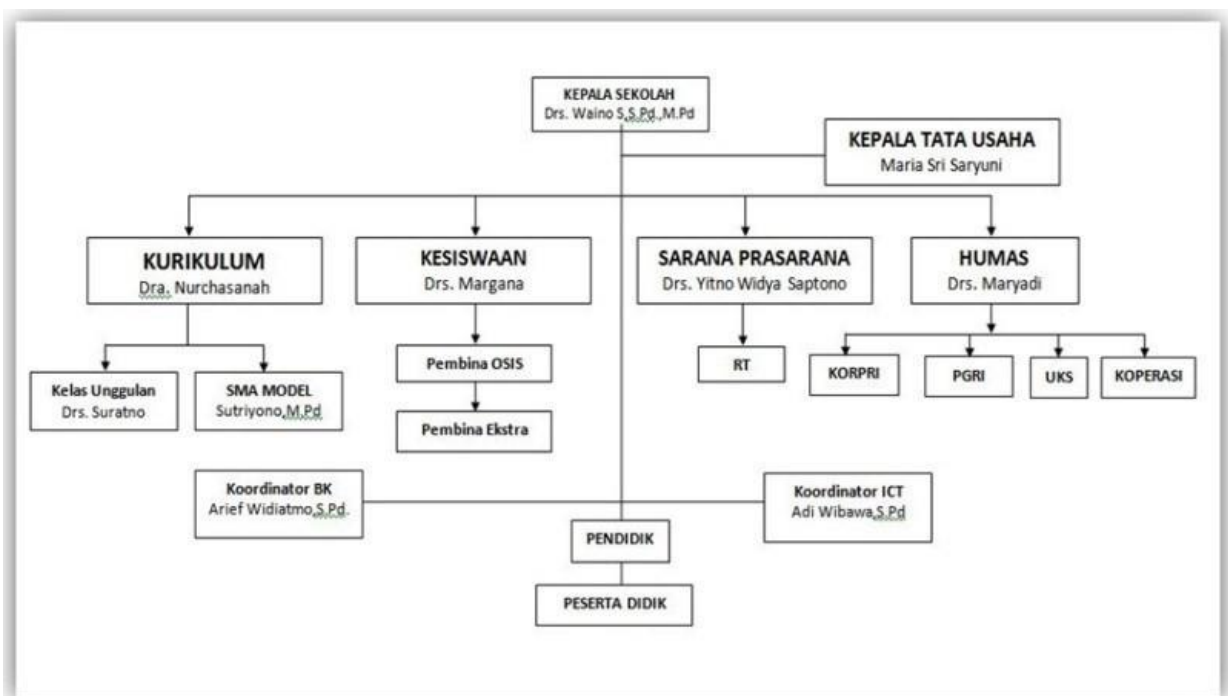 KEPALA SEKOLAH
Drs. Waino S,S.Pd.,M.Pd
KEPALA TATA USAHA
Maria Sri Saryuni
KURIKULUM
Dra. Nurchasanah
KESISWAAN
Drs. Margana
SARANA PRASARANA
Drs. Yitno Widya Saptono
HUMAS
Drs. Maryadi
Kelas Unggulan
Drs. Suratno
SMA MODEL
Sutriyono,M.Pd
Pembina OSIS
Pembina Ekstra
RT
KORPRI
PGRI
UKS
KOPERASI
Koordinator BK
Arief Widiatmo,S.Pd.
Koordinator ICT
Adi Wibawa,S.Pd
PENDIDIK
PESERTA DIDIK